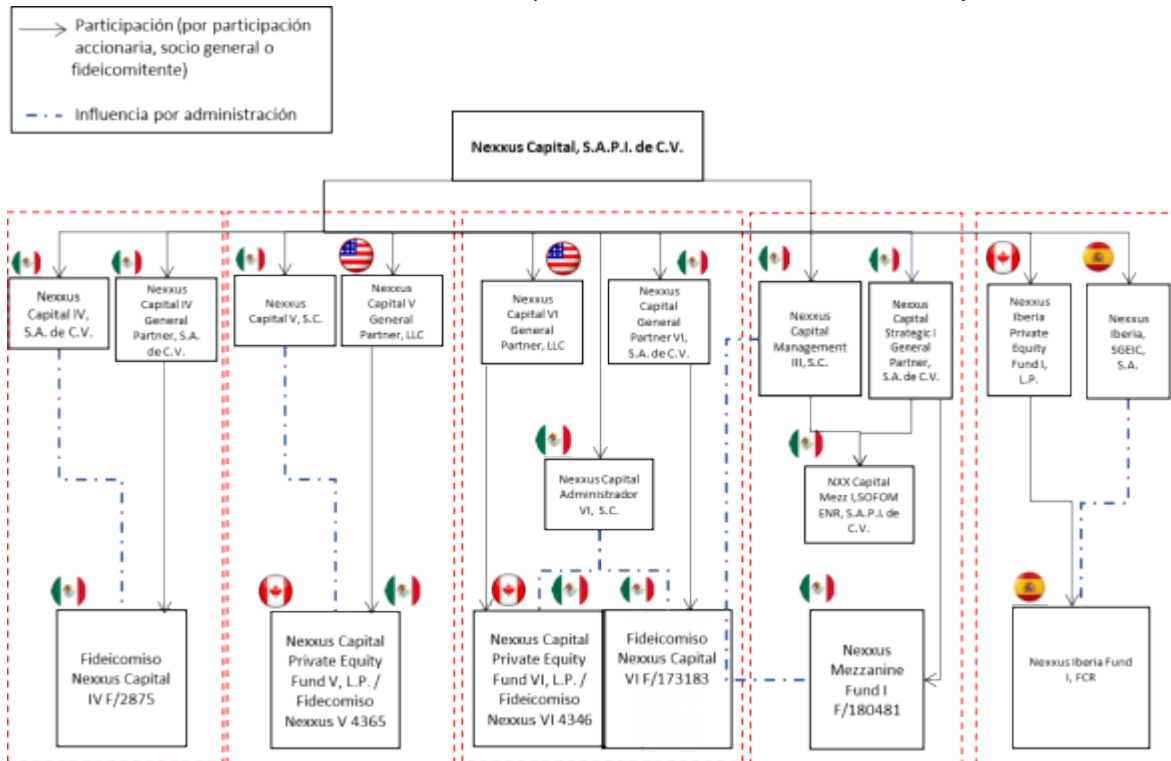 Participación (por participación
accionaria, socio general o
fideicomitente)
Influencia por administración
Nexxus Capital, S.A.P.I. de C.V.
Nexxus
Capital IV,
S.A. de C.V.
Nexxus
Capital IV
General
Partner, S.A.
de C.V.
Nexxus
Capital V, S.C.
Nexxus
Capital V
General
Partner, LLC
Nexxus
Capital VI
General
Partner, LLC
Nexxus
Capital
General
Partner VI,
S.A. de C.V.
Nexxus
Capital
Management
III, S.C.
Nexxus
Capital
Strategic I
General
Partner,
S.A. de C.V.
Nexxus
Iberia
Private
Equity
Fund I,
L.P.
Nexxus
Iberia,
SGEIC,
S.A.
Nexxus Capital
Administrador
VI, S.C.
NXX Capital
Mezz I,SOFOM
ENR, S.A.P.I. de
C.V.
Fideicomiso
Nexxus Capital
IV F/2875
Nexxus Capital
Private Equity
Fund V, L.P. /
Fidecomiso
Nexxus V 4365
Nexxus Capital
Private Equity
Fund VI, L.P. /
Fideicomiso
Nexxus VI 4346
Fideicomiso
Nexxus Capital
VI F/173183
Nexxus
Mezzanine
Fund I
F/180481
Nexxus Iberia Fund
I, FCR